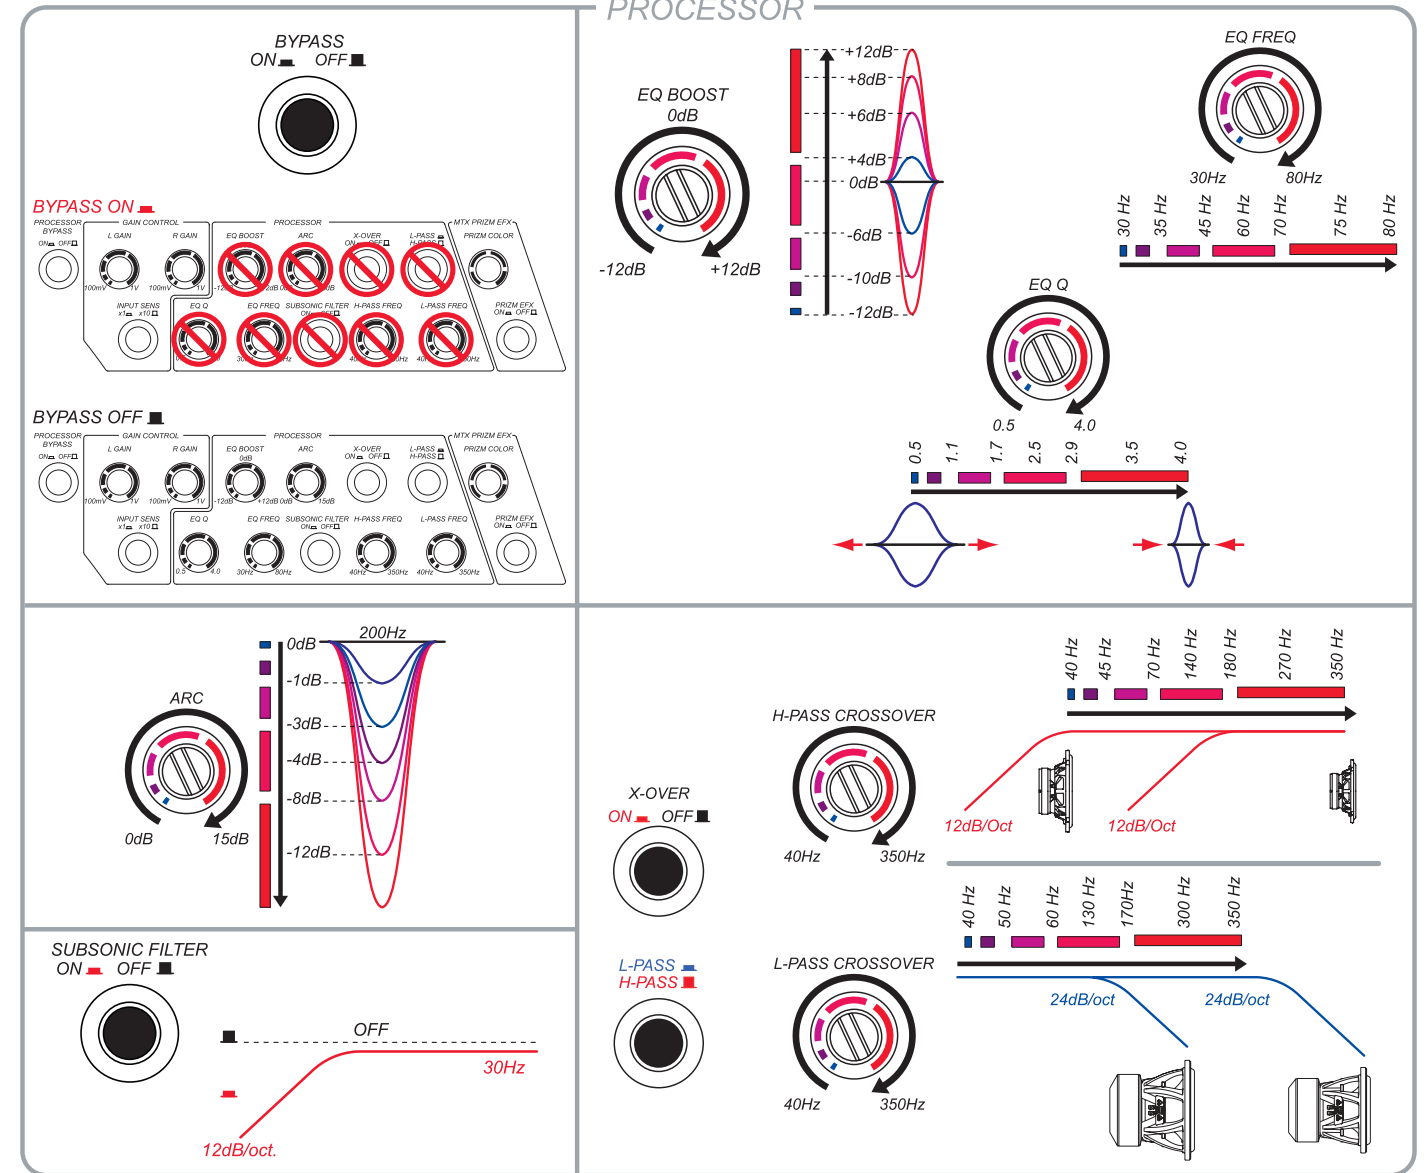 PROCESSOR
BYPASS
ON OFF
BYPASS ON
PROCESSOR
BYPASS
ON OFF
GAIN CONTROL
L GAIN
R GAIN
100mV
1V
100mV
1V
INPUT SENS
x1 x10
PROCESSOR
EQ BOOST
ARC
X-OVER
ON OFF
L-PASS
H-PASS
EQ Q
EQ FREQ
SUBSONIC FILTER
H-PASS FREQ
L-PASS FREQ
MTX PRIZM EFX
PRIZM COLOR
PRIZM EFX
ON OFF
BYPASS OFF
PROCESSOR
BYPASS
ON OFF
GAIN CONTROL
L GAIN
R GAIN
100mV
1V
100mV
1V
INPUT SENS
x1 x10
PROCESSOR
EQ BOOST
0dB
-12dB
+12dB
ARC
0dB
15dB
X-OVER
ON OFF
L-PASS
H-PASS
EQ Q
0.5
4.0
EQ FREQ
30Hz
80Hz
SUBSONIC FILTER
ON OFF
H-PASS FREQ
40Hz
350Hz
L-PASS FREQ
40Hz
350Hz
MTX PRIZM EFX
PRIZM COLOR
PRIZM EFX
ON OFF
EQ BOOST
0dB
-12dB
+12dB
+12dB
+8dB
+6dB
+4dB
0dB
-6dB
-10dB
-12dB
EQ FREQ
30Hz
80Hz
30 Hz
35 Hz
45 Hz
60 Hz
70 Hz
75 Hz
80 Hz
EQ Q
0.5
4.0
0.5
1.1
1.7
2.5
2.9
3.5
4.0
ARC
0dB
15dB
200Hz
0dB
-1dB
-3dB
-4dB
-8dB
-12dB
SUBSONIC FILTER
ON OFF
OFF
30Hz
12dB/oct.
X-OVER
ON OFF
L-PASS
H-PASS
H-PASS CROSSOVER
40Hz
350Hz
40 Hz
45 Hz
70 Hz
140 Hz
180 Hz
270 Hz
350 Hz
12dB/Oct
12dB/Oct
L-PASS CROSSOVER
40Hz
350Hz
40 Hz
50 Hz
60 Hz
130 Hz
170Hz
300 Hz
350 Hz
24dB/oct
24dB/oct